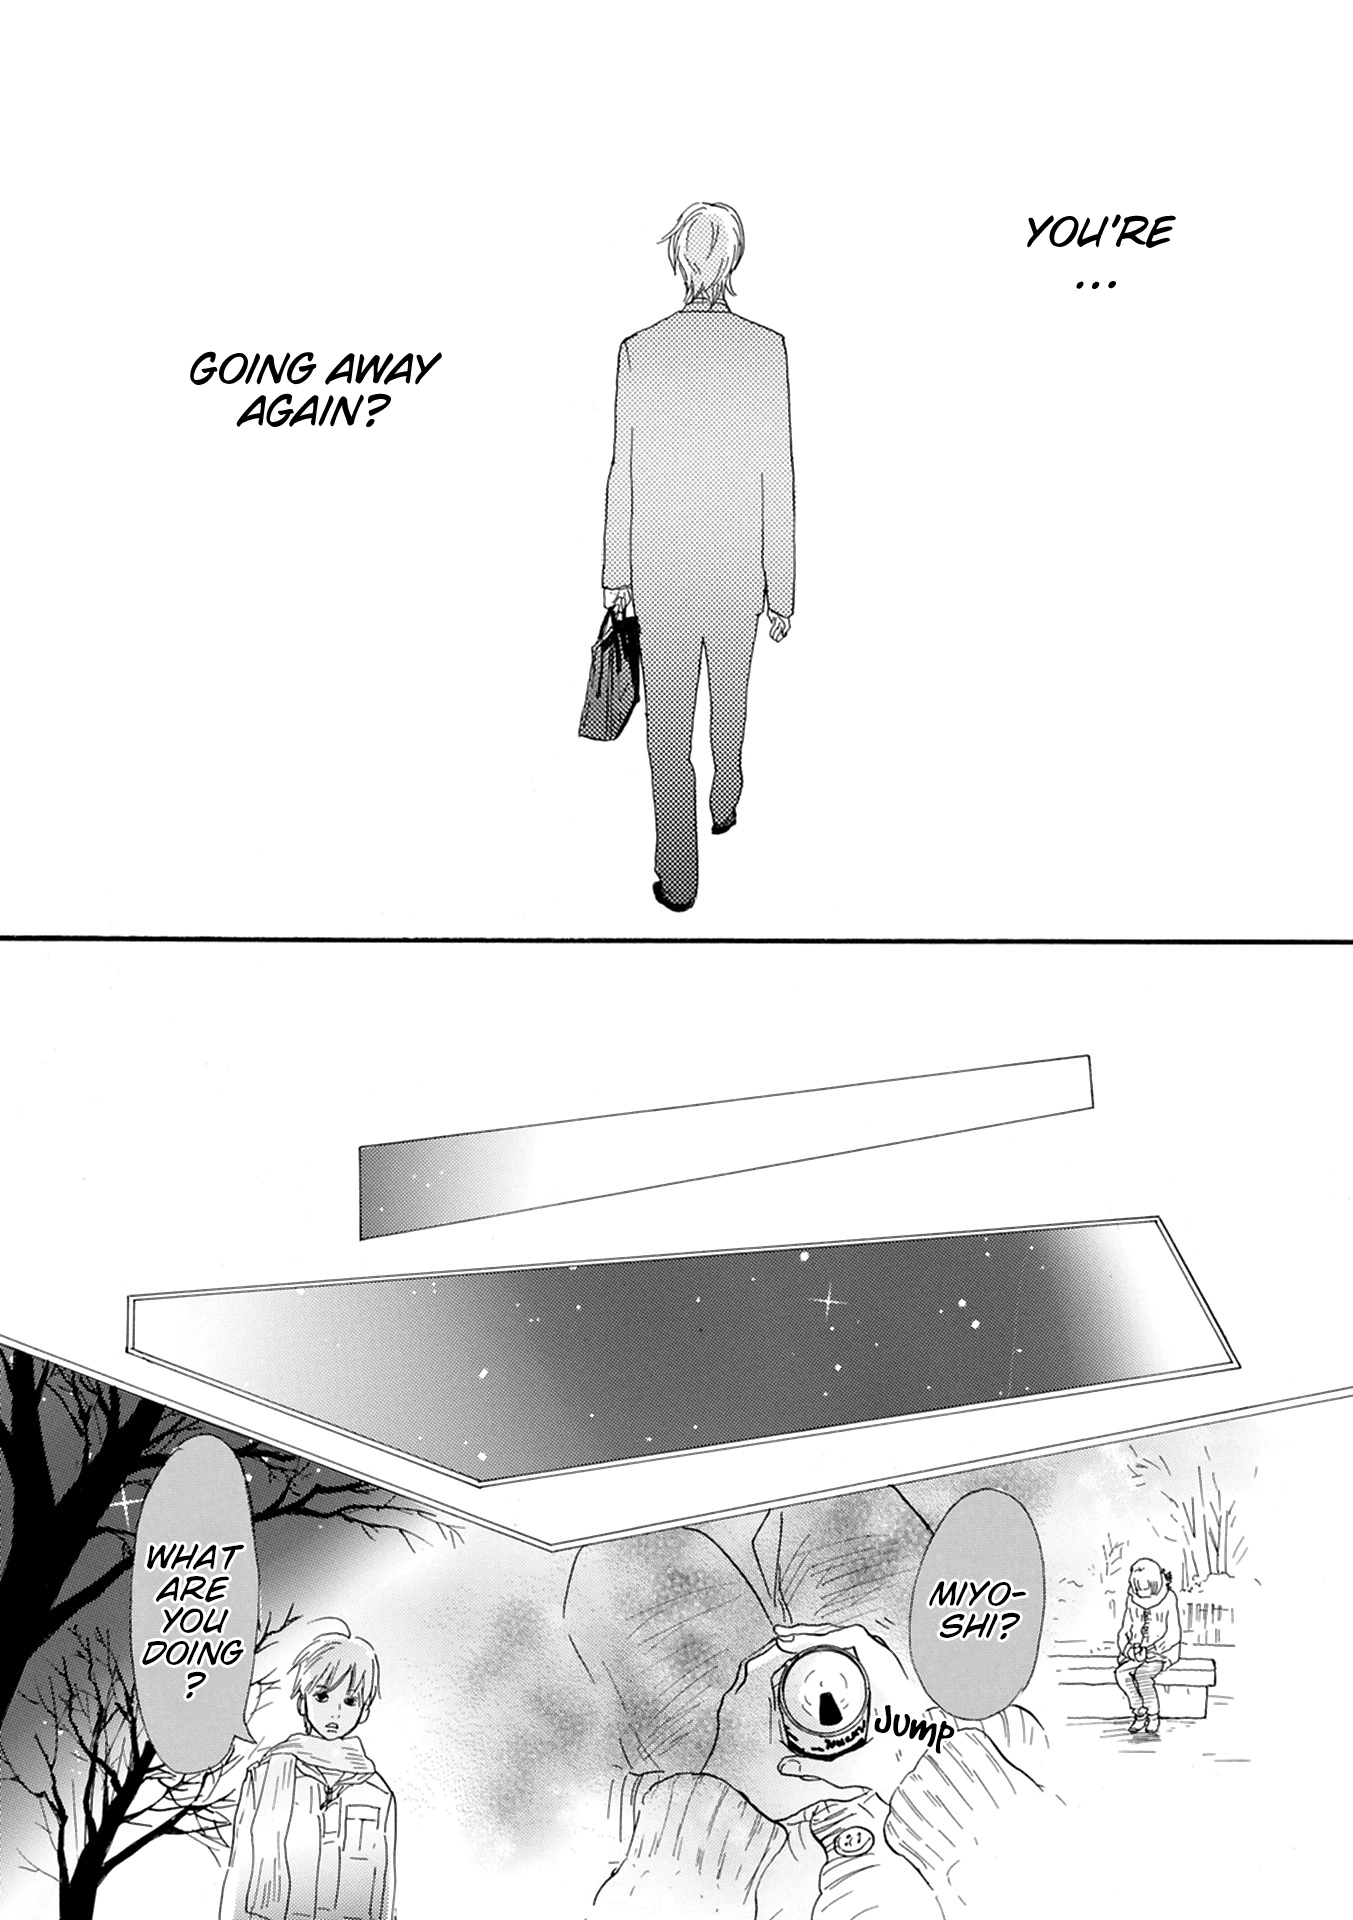 YOU'RE
...
GOING AWAY
AGAIN?
MIYO-
SHI?
JUMP
WHAT
ARE
YOU
DOING
?